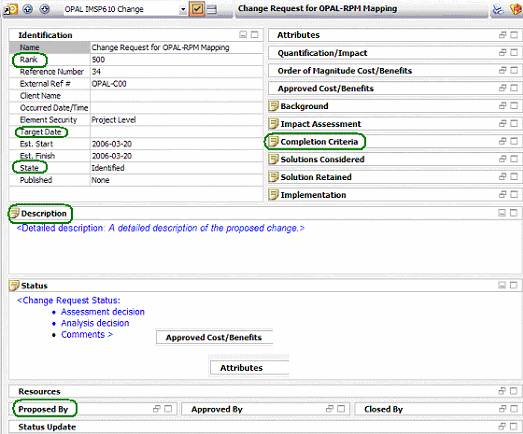 OPAL IMSP610 Change
Change Request for OPAL-RPM Mapping
Identification
Name Change Request for OPAL-RPM Mapping
Rank 500
Reference Number 34
External Ref # OPAL-C00
Client Name
Occurred Date/Time
Element Security Project Level
Target Date
Est. Start 2006-03-20
Est. Finish 2006-03-20
State Identified
Published None
Attributes
Quantification/Impact
Order of Magnitude Cost/Benefits
Approved Cost/Benefits
Background
Impact Assessment
Completion Criteria
Solutions Considered
Solution Retained
Implementation
Description
<Detailed description: A detailed description of the proposed change.>
Status
<Change Request Status:
• Assessment decision
• Analysis decision
• Comments >
Approved Cost/Benefits
Attributes
Resources
Proposed By Approved By Closed By
Status Update